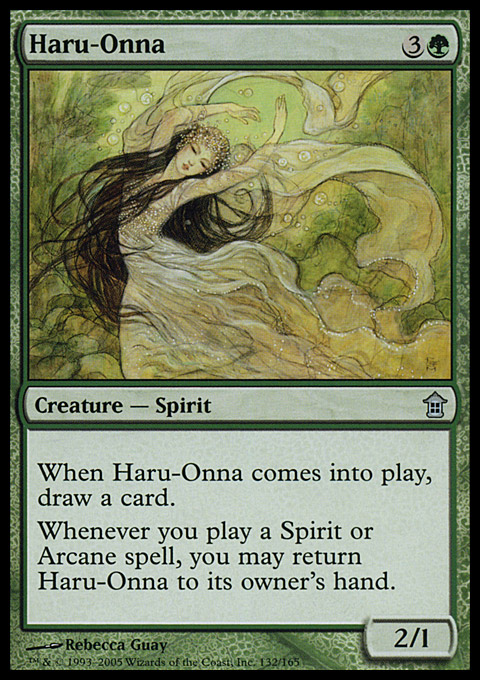 Haru-Onna 3
Creature — Spirit
When Haru-Onna comes into play,
draw a card.
Whenever you play a Spirit or
Arcane spell, you may return
Haru-Onna to its owner's hand.
Rebecca Guay
2/1
™ & © 1993–2005 Wizards of the Coast, Inc. 132/165